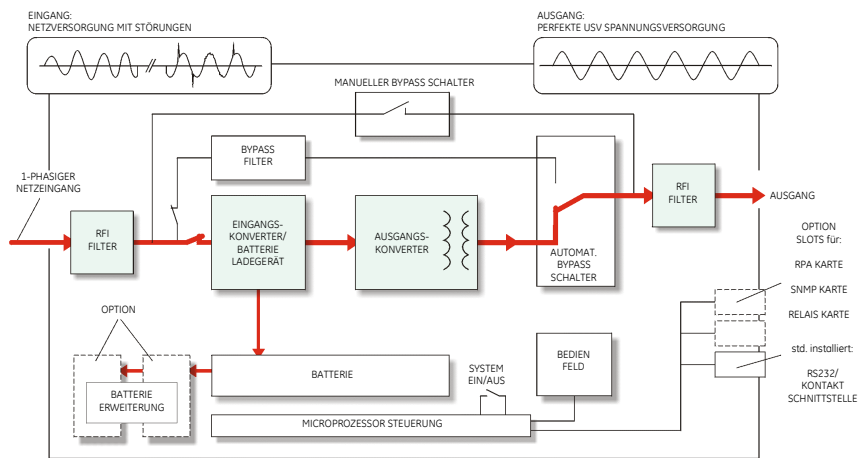 EINGANG:
NETZVERSORGUNG MIT STÖRUNGEN
AUSGANG:
PERFEKTE USV SPANNUNGSVERSORGUNG
MANUELLER BYPASS SCHALTER
BYPASS
FILTER
1-PHASIGER
NETZEINGANG
RFI
FILTER
EINGANGS-
KONVERTER/
BATTERIE
LADEGERÄT
AUSGANGS-
KONVERTER
AUTOMAT.
BYPASS
SCHALTER
RFI
FILTER
AUSGANG
OPTION
SLOTS für:
RPA KARTE
SNMP KARTE
RELAIS KARTE
std. installiert:
RS232/
KONTAKT
SCHNITTSTELLE
OPTION
BATTERIE
ERWEITERUNG
BATTERIE
SYSTEM
EIN/AUS
BEDIEN
FELD
MICROPROZESSOR STEUERUNG